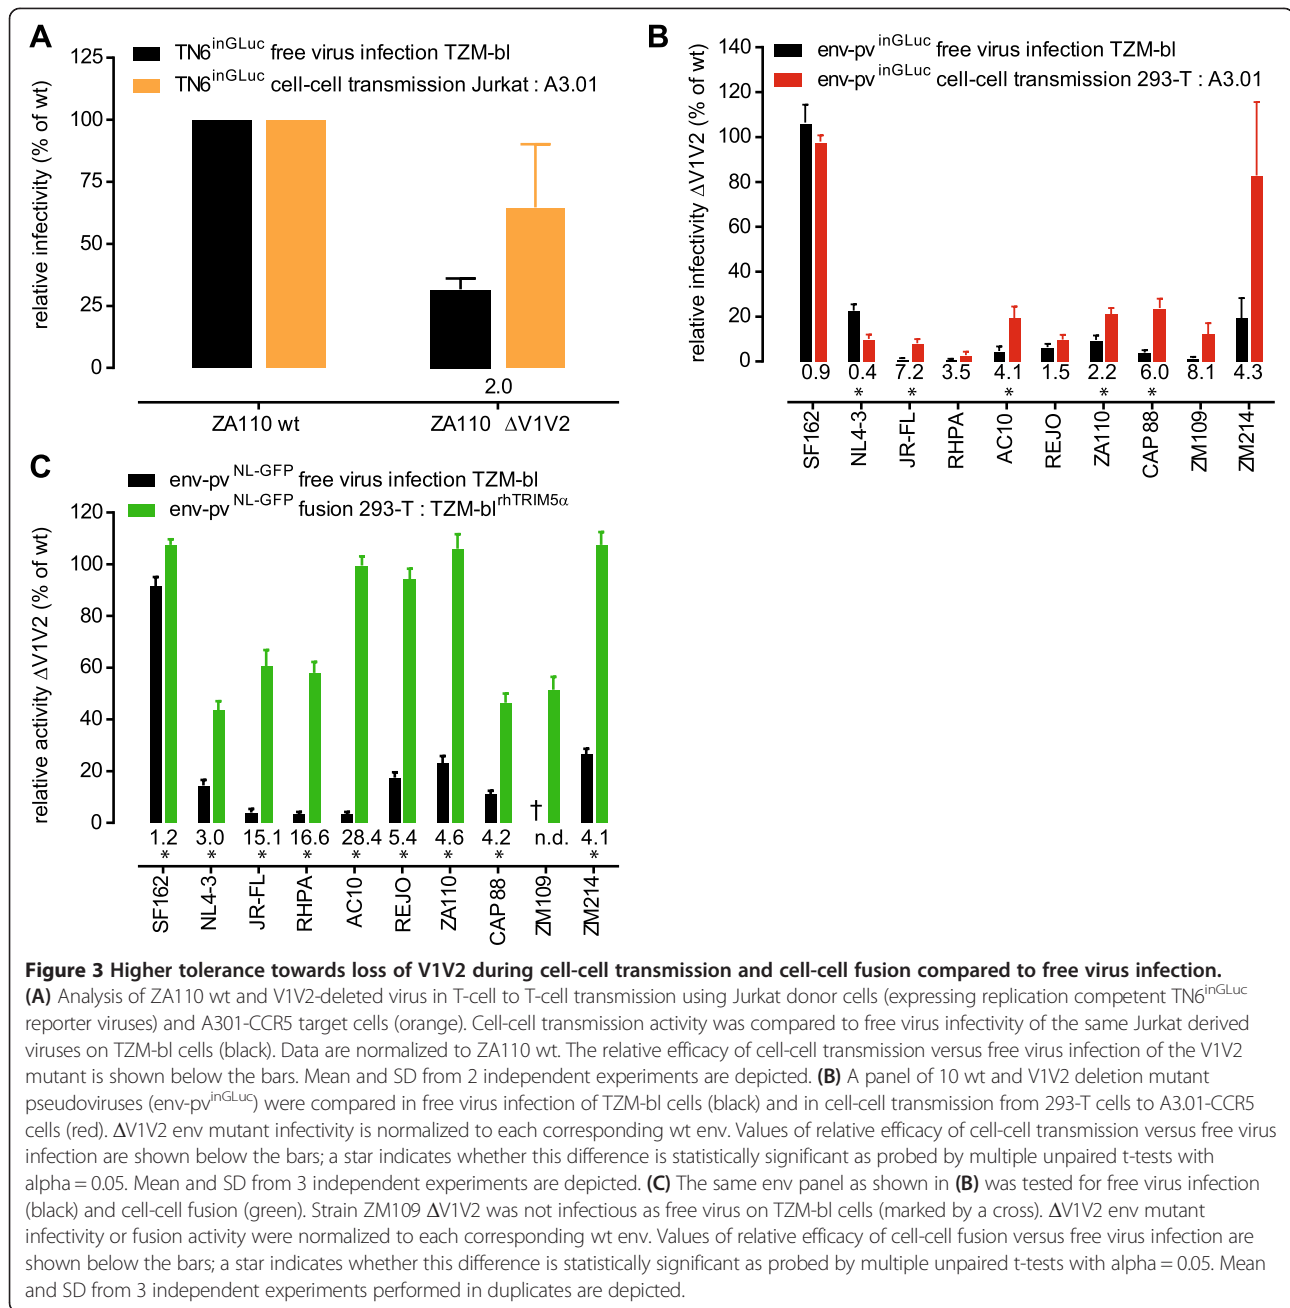 A
TN6inGLuc free virus infection TZM-bl
TN6inGLuc cell-cell transmission Jurkat : A3.01
relative infectivity (% of wt)
125
100
75
50
25
0
2.0
ZA110 wt
ZA110 ΔV1V2
B
env-pv inGLuc free virus infection TZM-bl
env-pv inGLuc cell-cell transmission 293-T : A3.01
relative infectivity ΔV1V2 (% of wt)
140
120
100
80
60
40
20
0
0.9 0.4 7.2 3.5 4.1 1.5 2.2 6.0 8.1 4.3
* * * * *
SF162 NL4-3 JR-FL RHPA AC10 REJO ZA110 CAP88 ZM109 ZM214
C
env-pv NL-GFP free virus infection TZM-bl
env-pv NL-GFP fusion 293-T : TZM-bl rhTRIM5α
relative activity ΔV1V2 (% of wt)
120
100
80
60
40
20
0
†
1.2 3.0 15.1 16.6 28.4 5.4 4.6 4.2 n.d. 4.1
* * * * * * * * *
SF162 NL4-3 JR-FL RHPA AC10 REJO ZA110 CAP88 ZM109 ZM214
Figure 3 Higher tolerance towards loss of V1V2 during cell-cell transmission and cell-cell fusion compared to free virus infection.
(A) Analysis of ZA110 wt and V1V2-deleted virus in T-cell to T-cell transmission using Jurkat donor cells (expressing replication competent TN6inGLuc
reporter viruses) and A301-CCR5 target cells (orange). Cell-cell transmission activity was compared to free virus infectivity of the same Jurkat derived
viruses on TZM-bl cells (black). Data are normalized to ZA110 wt. The relative efficacy of cell-cell transmission versus free virus infection of the V1V2
mutant is shown below the bars. Mean and SD from 2 independent experiments are depicted. (B) A panel of 10 wt and V1V2 deletion mutant
pseudoviruses (env-pvinGLuc) were compared in free virus infection of TZM-bl cells (black) and in cell-cell transmission from 293-T cells to A3.01-CCR5
cells (red). ΔV1V2 env mutant infectivity is normalized to each corresponding wt env. Values of relative efficacy of cell-cell transmission versus free virus
infection are shown below the bars; a star indicates whether this difference is statistically significant as probed by multiple unpaired t-tests with
alpha = 0.05. Mean and SD from 3 independent experiments are depicted. (C) The same env panel as shown in (B) was tested for free virus infection
(black) and cell-cell fusion (green). Strain ZM109 ΔV1V2 was not infectious as free virus on TZM-bl cells (marked by a cross). ΔV1V2 env mutant
infectivity or fusion activity were normalized to each corresponding wt env. Values of relative efficacy of cell-cell fusion versus free virus infection are
shown below the bars; a star indicates whether this difference is statistically significant as probed by multiple unpaired t-tests with alpha = 0.05. Mean
and SD from 3 independent experiments performed in duplicates are depicted.